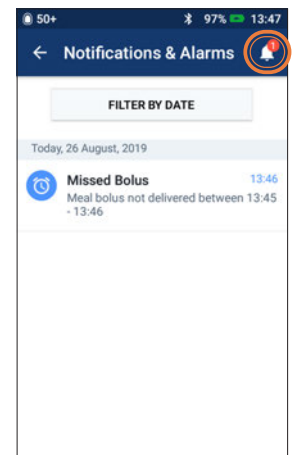 50+ 97% 13:47
Notifications & Alarms 1
FILTER BY DATE
Today, 26 August, 2019
Missed Bolus 13:46
Meal bolus not delivered between 13:45
- 13:46